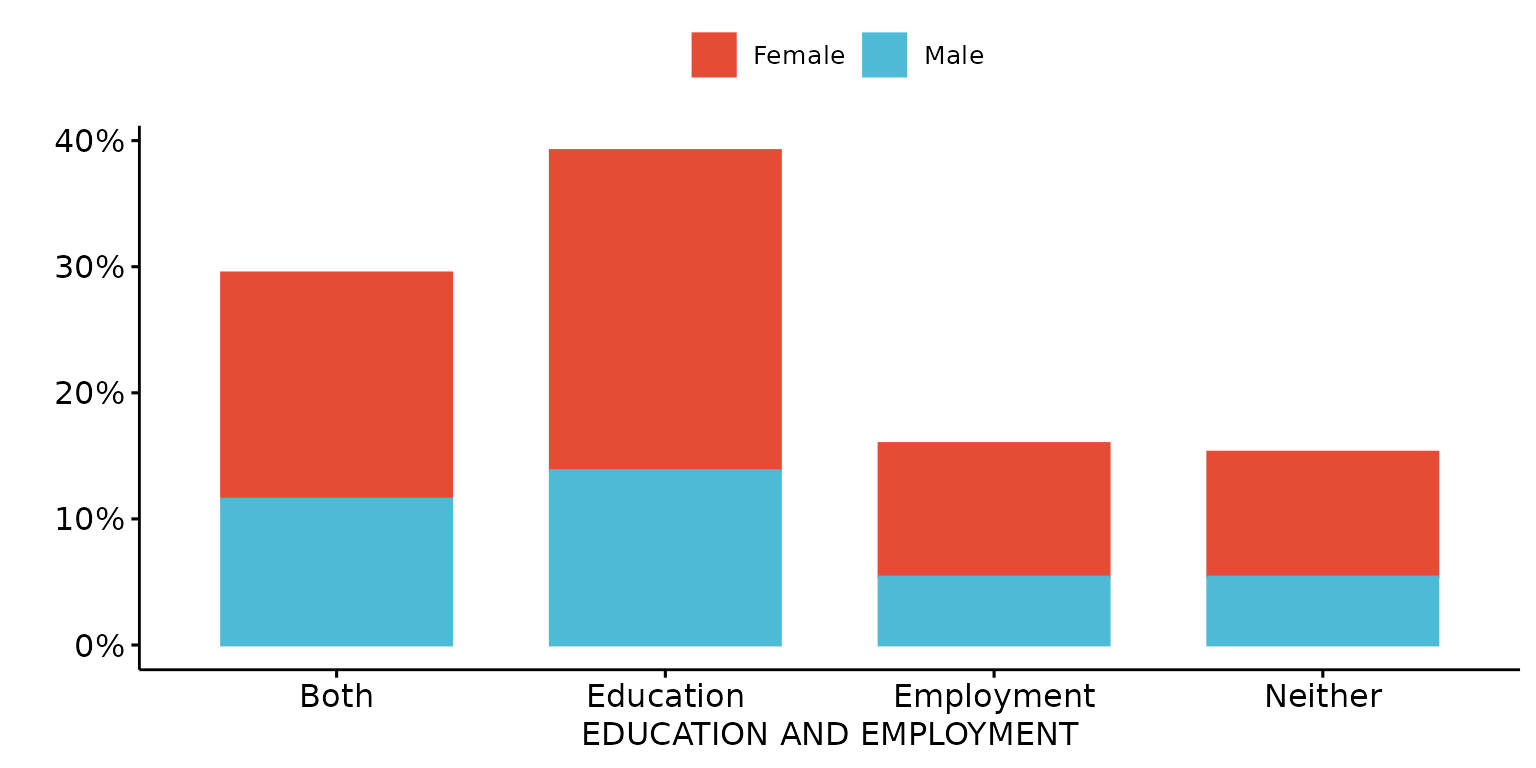 Female Male
40%
30%
20%
10%
0%
Both Education Employment Neither
EDUCATION AND EMPLOYMENT